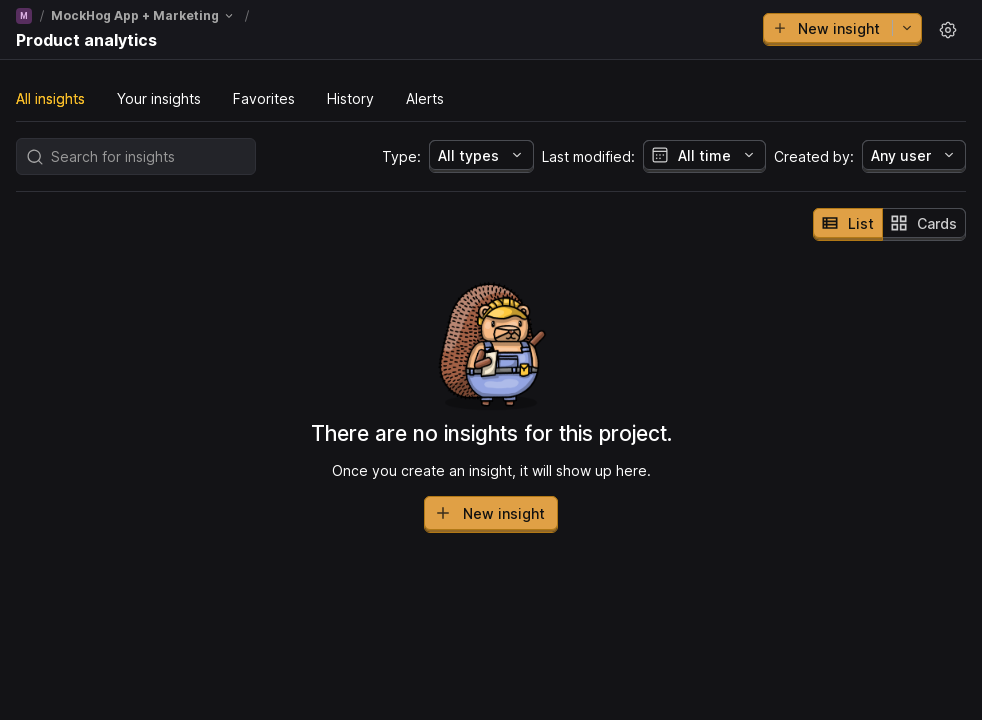 M / MockHog App + Marketing /
Product analytics
New insight
All insights Your insights Favorites History Alerts
Search for insights
Type: All types Last modified: All time Created by: Any user
List Cards
There are no insights for this project.
Once you create an insight, it will show up here.
New insight